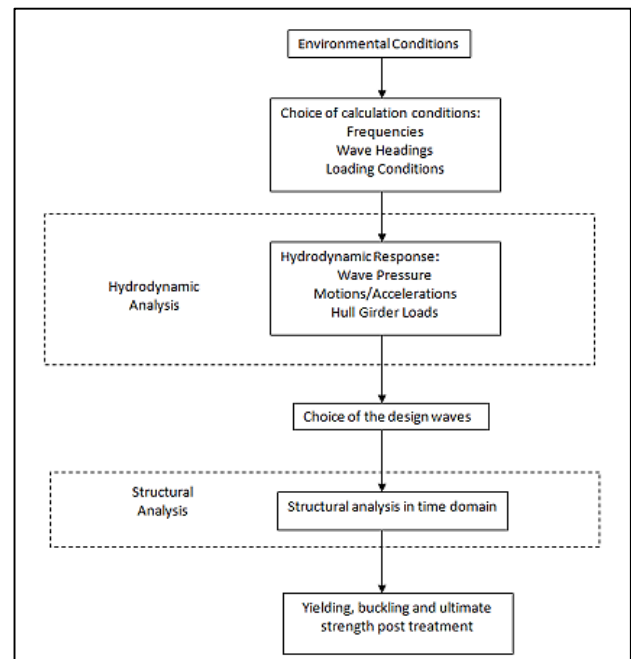 Environmental Conditions
Choice of calculation conditions:
Frequencies
Wave Headings
Loading Conditions
Hydrodynamic
Analysis
Hydrodynamic Response:
Wave Pressure
Motions/Accelerations
Hull Girder Loads
Choice of the design waves
Structural
Analysis
Structural analysis in time domain
Yielding, buckling and ultimate
strength post treatment